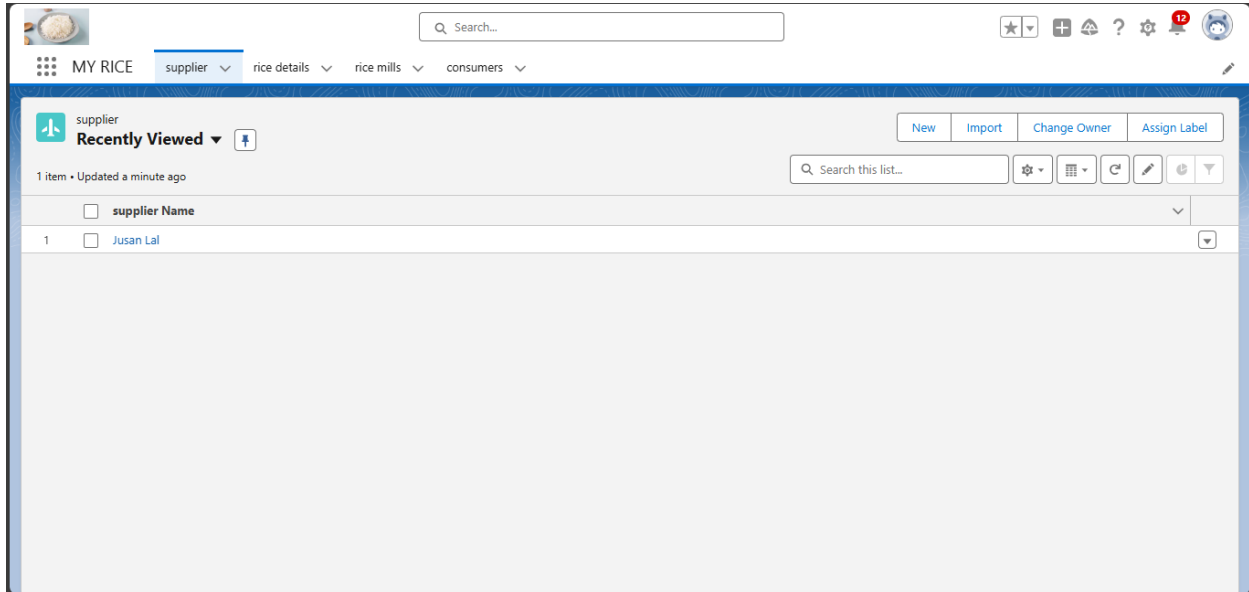 Search...
12
MY RICE supplier rice details rice mills consumers
supplier
Recently Viewed
New Import Change Owner Assign Label
1 item • Updated a minute ago
Search this list...
supplier Name
1 Jusan Lal